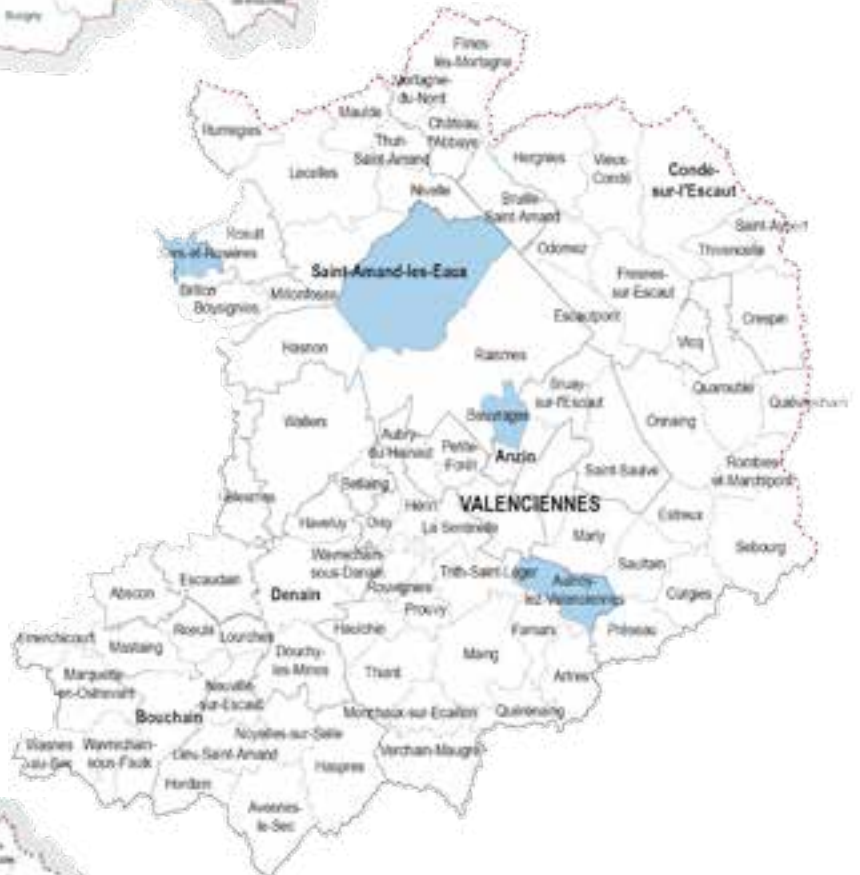 Flines-
lès-Mortagne
Mortagne-
du-Nord
Maulde
Château
l'Abbaye
Rumegies
Thun-
Saint-Amand
Hergnies
Vieux-
Condé
Condé-
sur-l'Escaut
Lecelles
Nivelle
Bruille-
Saint-Amand
Saint-Aybert
Rosult
Odomez
Thivencelle
Saint-Amand-les-Eaux
Fresnes-
sur-Escaut
Brillon
Bousignies
Millonfosse
Escautpont
Crespin
Hasnon
Raismes
Vicq
Bruay-
sur-l'Escaut
Quarouble
Beuvrages
Wallers
Onnaing
Aubry-
du-Hainaut
Petite-
Forêt
Anzin
Saint-Saulve
Rombies-
et-Marchipont
Bellaing
Hérin
VALENCIENNES
Estreux
Haveluy
Oisy
La Sentinelle
Marly
Sebourg
Wavrechain-
sous-Denain
Trith-Saint-Léger
Saultain
Aulnoy-
lez-Valenciennes
Abscon
Escaudain
Denain
Rouvignies
Curgies
Prouvy
Haulchin
Famars
Préseau
Émerchicourt
Mastaing
Roeulx
Lourches
Douchy-
les-Mines
Thiant
Maing
Artres
Marquette-
en-Ostrevant
Neuville-
sur-Escaut
Bouchain
Monchaux-sur-Ecaillon
Quérénaing
Noyelles-sur-Selle
Wasnes
-au-Bac
Wavrechain-
sous-Faulx
Lieu-Saint-Amand
Verchain-Maugré
Haspres
Hordain
Avesnes-
le-Sec